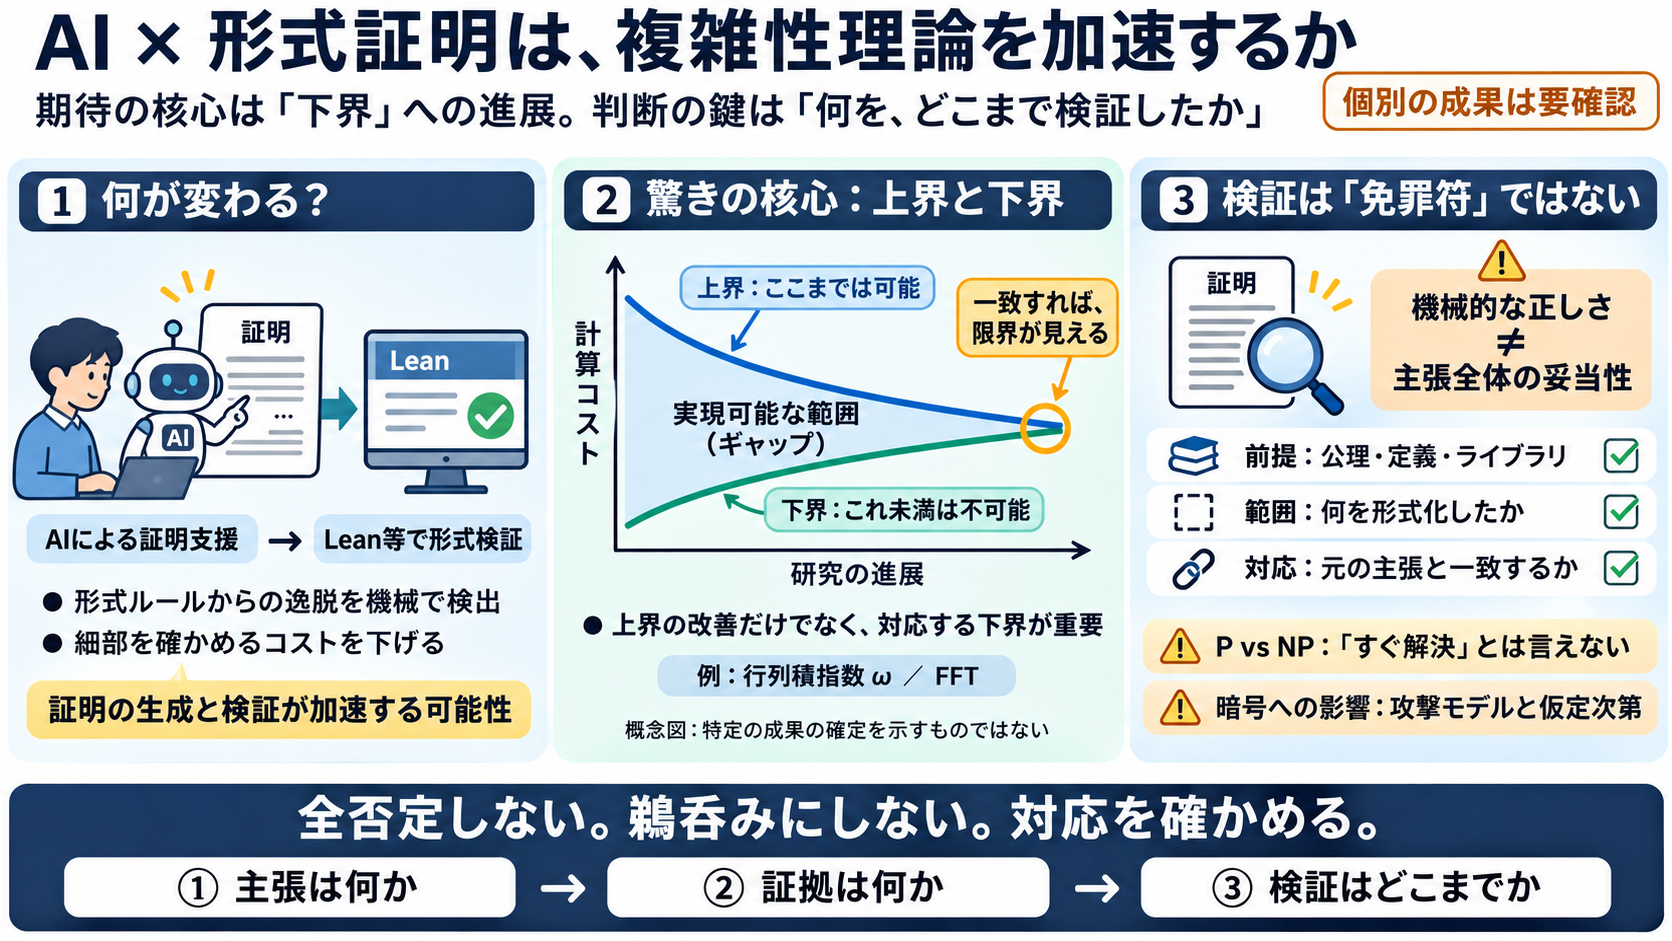 AI × 形式証明は、複雑性理論を加速するか
期待の核心は「下界」への進展。判断の鍵は「何を、どこまで検証したか」
個別の成果は要確認
1 何が変わる？
証明
...
AI
Lean
AIによる証明支援 → Lean等で形式検証
● 形式ルールからの逸脱を機械で検出
● 細部を確かめるコストを下げる
証明の生成と検証が加速する可能性
2 驚きの核心：上界と下界
計算コスト
上界：ここまでは可能
一致すれば、
限界が見える
実現可能な範囲
（ギャップ）
下界：これ未満は不可能
研究の進展
● 上界の改善だけでなく、対応する下界が重要
例：行列積指数 ω ／ FFT
概念図：特定の成果の確定を示すものではない
3 検証は「免罪符」ではない
証明
機械的な正しさ
≠
主張全体の妥当性
前提：公理・定義・ライブラリ
範囲：何を形式化したか
対応：元の主張と一致するか
P vs NP：「すぐ解決」とは言えない
暗号への影響：攻撃モデルと仮定次第
全否定しない。鵜呑みにしない。対応を確かめる。
① 主張は何か → ② 証拠は何か → ③ 検証はどこまでか